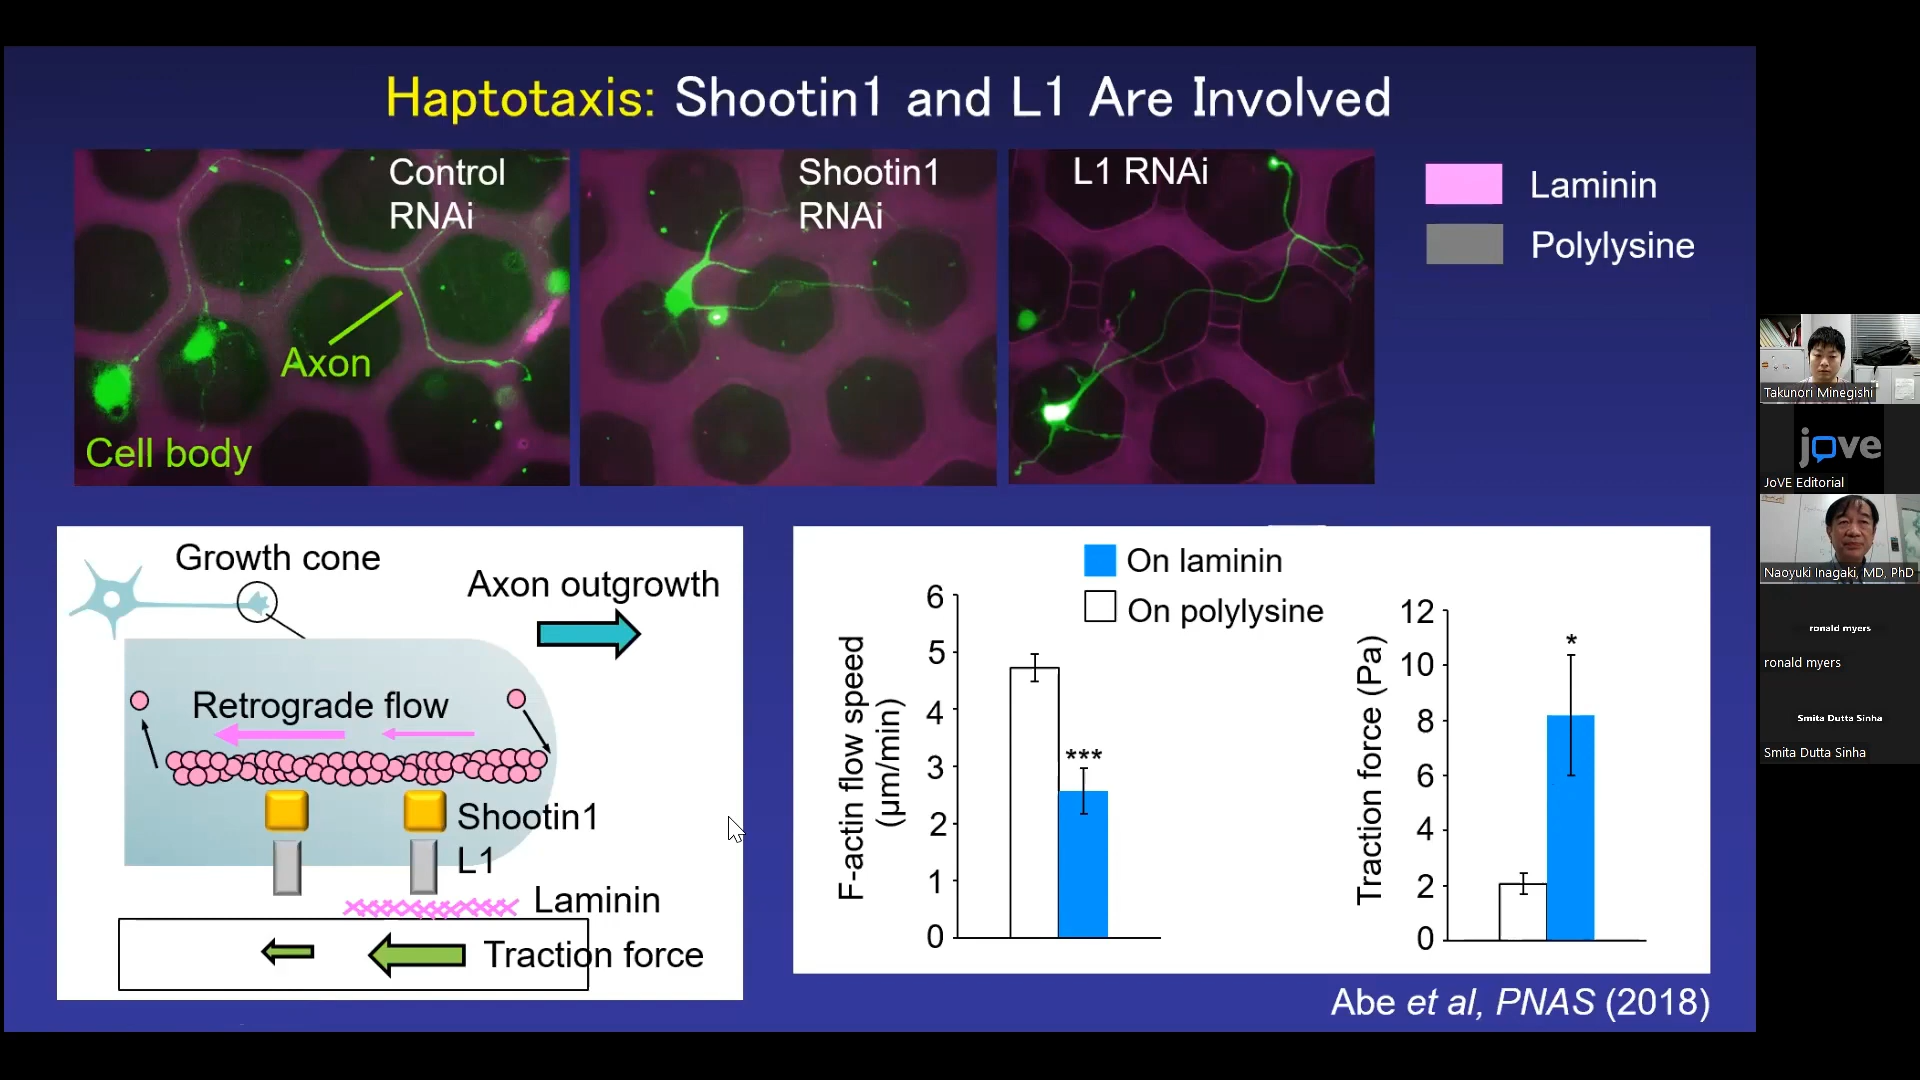 Haptotaxis: Shootin1 and L1 Are Involved
Control
RNAi
Axon
Cell body
Shootin1
RNAi
L1 RNAi
Laminin
Polylysine
Growth cone
Axon outgrowth
Retrograde flow
Shootin1
L1
Laminin
Traction force
On laminin
On polylysine
F-actin flow speed
(μm/min)
6
5
4
3
2
1
0
***
Traction force (Pa)
12
10
8
6
4
2
0
*
Abe et al, PNAS (2018)
Takunori Minegishi
jove
JoVE Editorial
Naoyuki Inagaki, MD, PhD
ronald myers
ronald myers
Smita Dutta Sinha
Smita Dutta Sinha